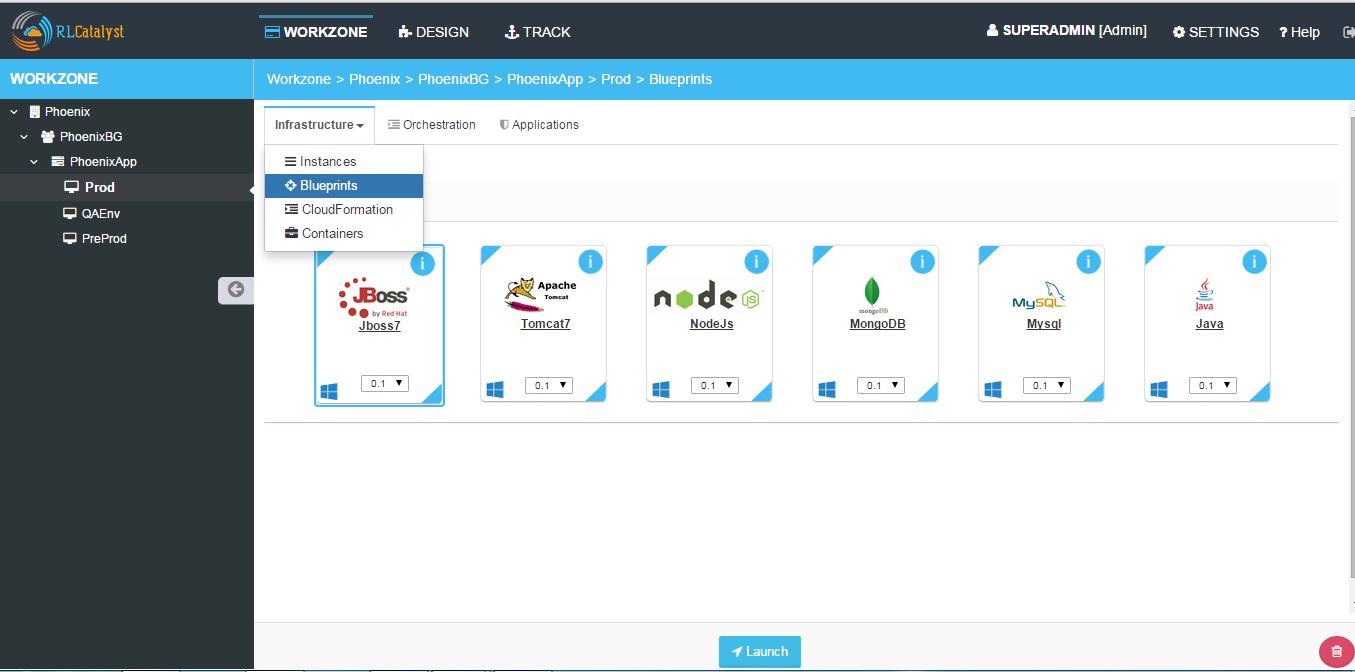 RLCatalyst WORKZONE DESIGN TRACK SUPERADMIN [Admin] SETTINGS ? Help
WORKZONE Workzone > Phoenix > PhoenixBG > PhoenixApp > Prod > Blueprints
Phoenix
PhoenixBG
PhoenixApp
Prod
QAEnv
PreProd
Infrastructure Orchestration Applications
Instances
Blueprints
CloudFormation
Containers
JBoss
by Red Hat
Jboss7
0.1
Apache
Tomcat
Tomcat7
0.1
node
JS
NodeJs
0.1
mongoDB
MongoDB
0.1
MySQL
Mysql
0.1
Java
Java
0.1
Launch